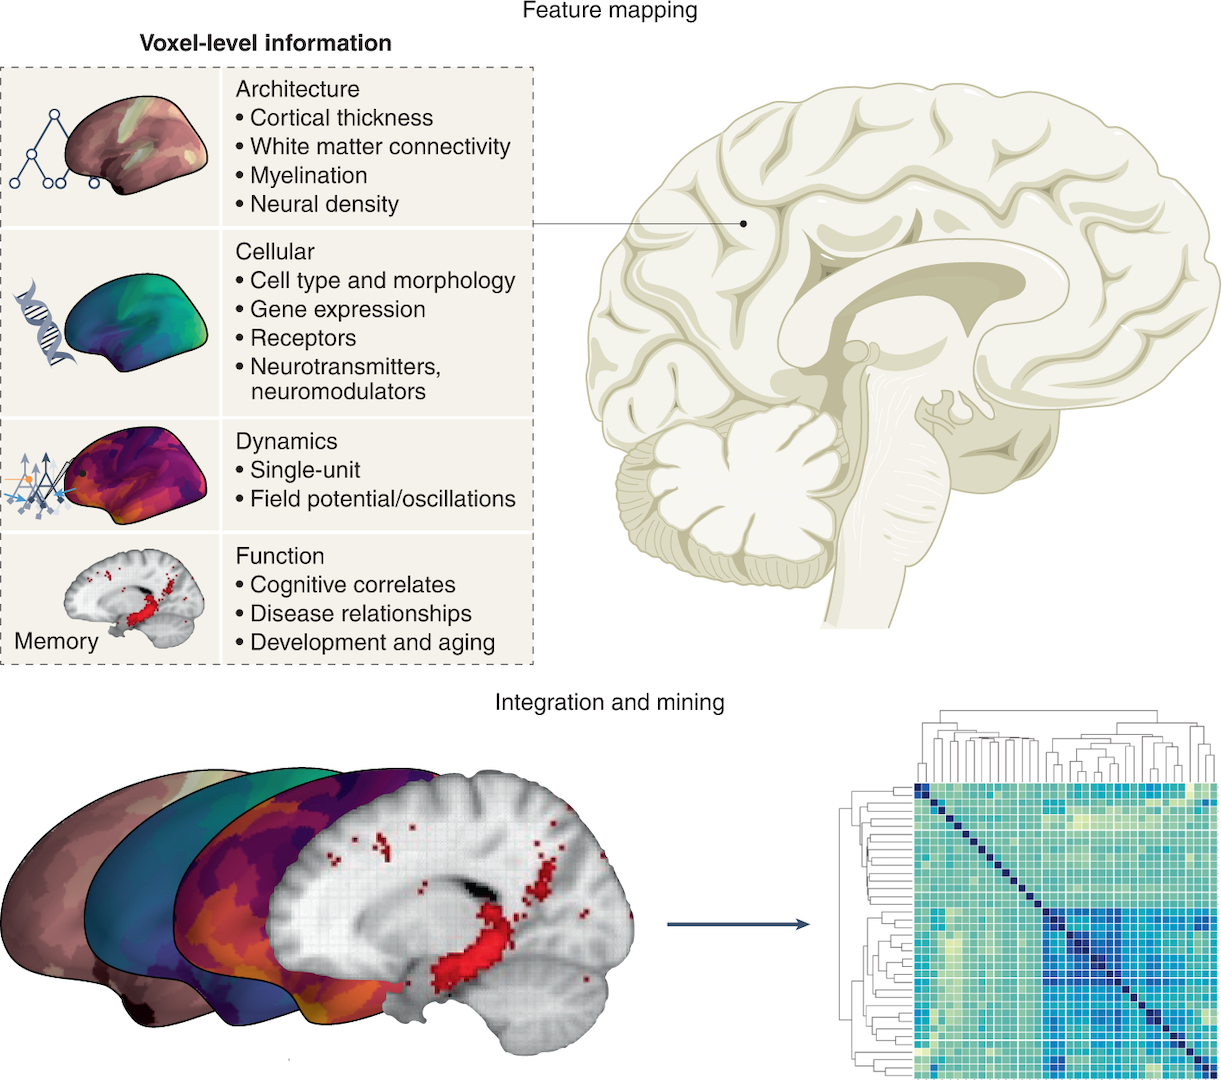 Feature mapping
Voxel-level information
Architecture
• Cortical thickness
• White matter connectivity
• Myelination
• Neural density
Cellular
• Cell type and morphology
• Gene expression
• Receptors
• Neurotransmitters,
neuromodulators
Dynamics
• Single-unit
• Field potential/oscillations
Memory
Function
• Cognitive correlates
• Disease relationships
• Development and aging
Integration and mining